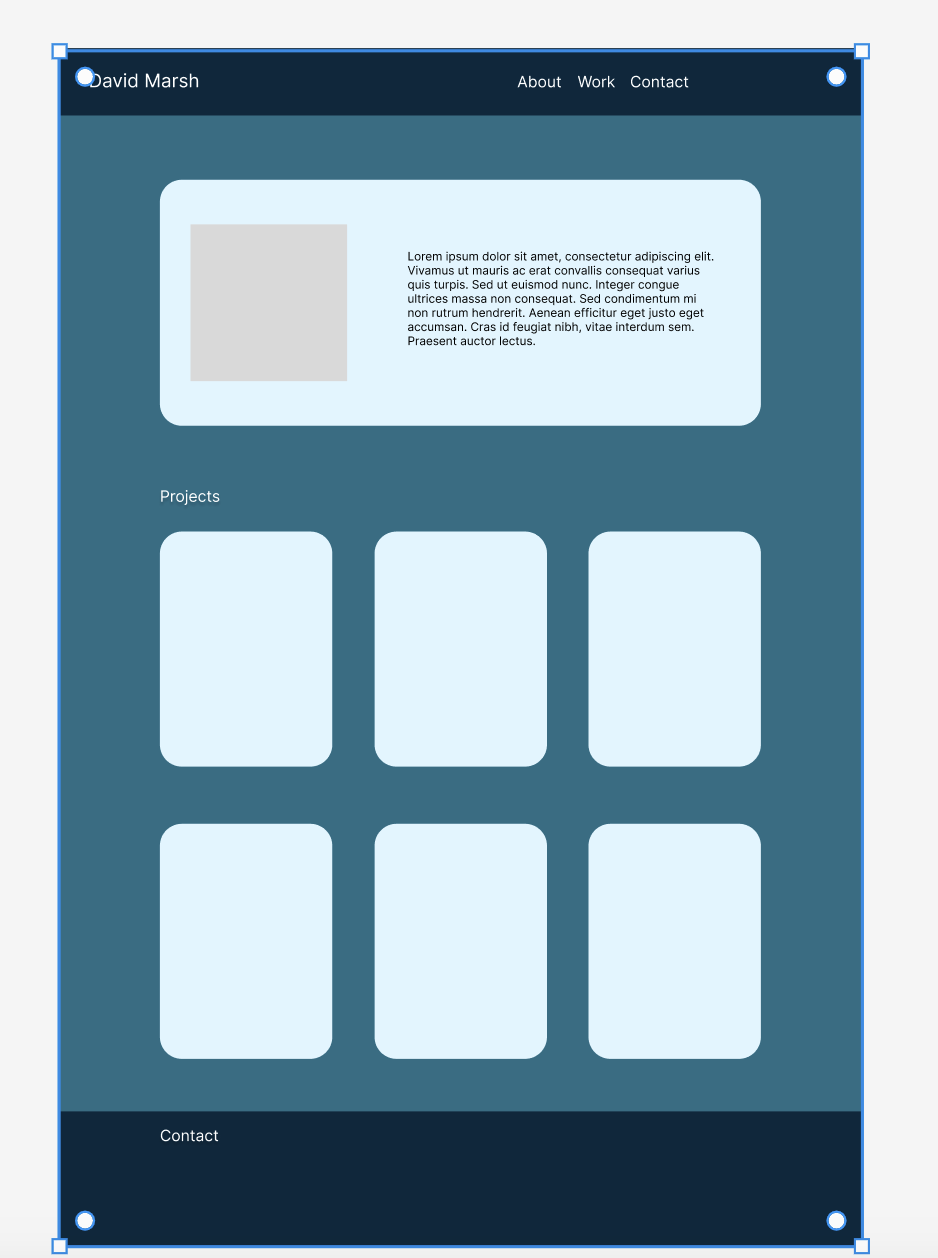 David Marsh
About Work Contact
Lorem ipsum dolor sit amet, consectetur adipiscing elit.
Vivamus ut mauris ac erat convallis consequat varius
quis turpis. Sed ut euismod nunc. Integer congue
ultrices massa non consequat. Sed condimentum mi
non rutrum hendrerit. Aenean efficitur eget justo eget
accumsan. Cras id feugiat nibh, vitae interdum sem.
Praesent auctor lectus.
Projects
Contact